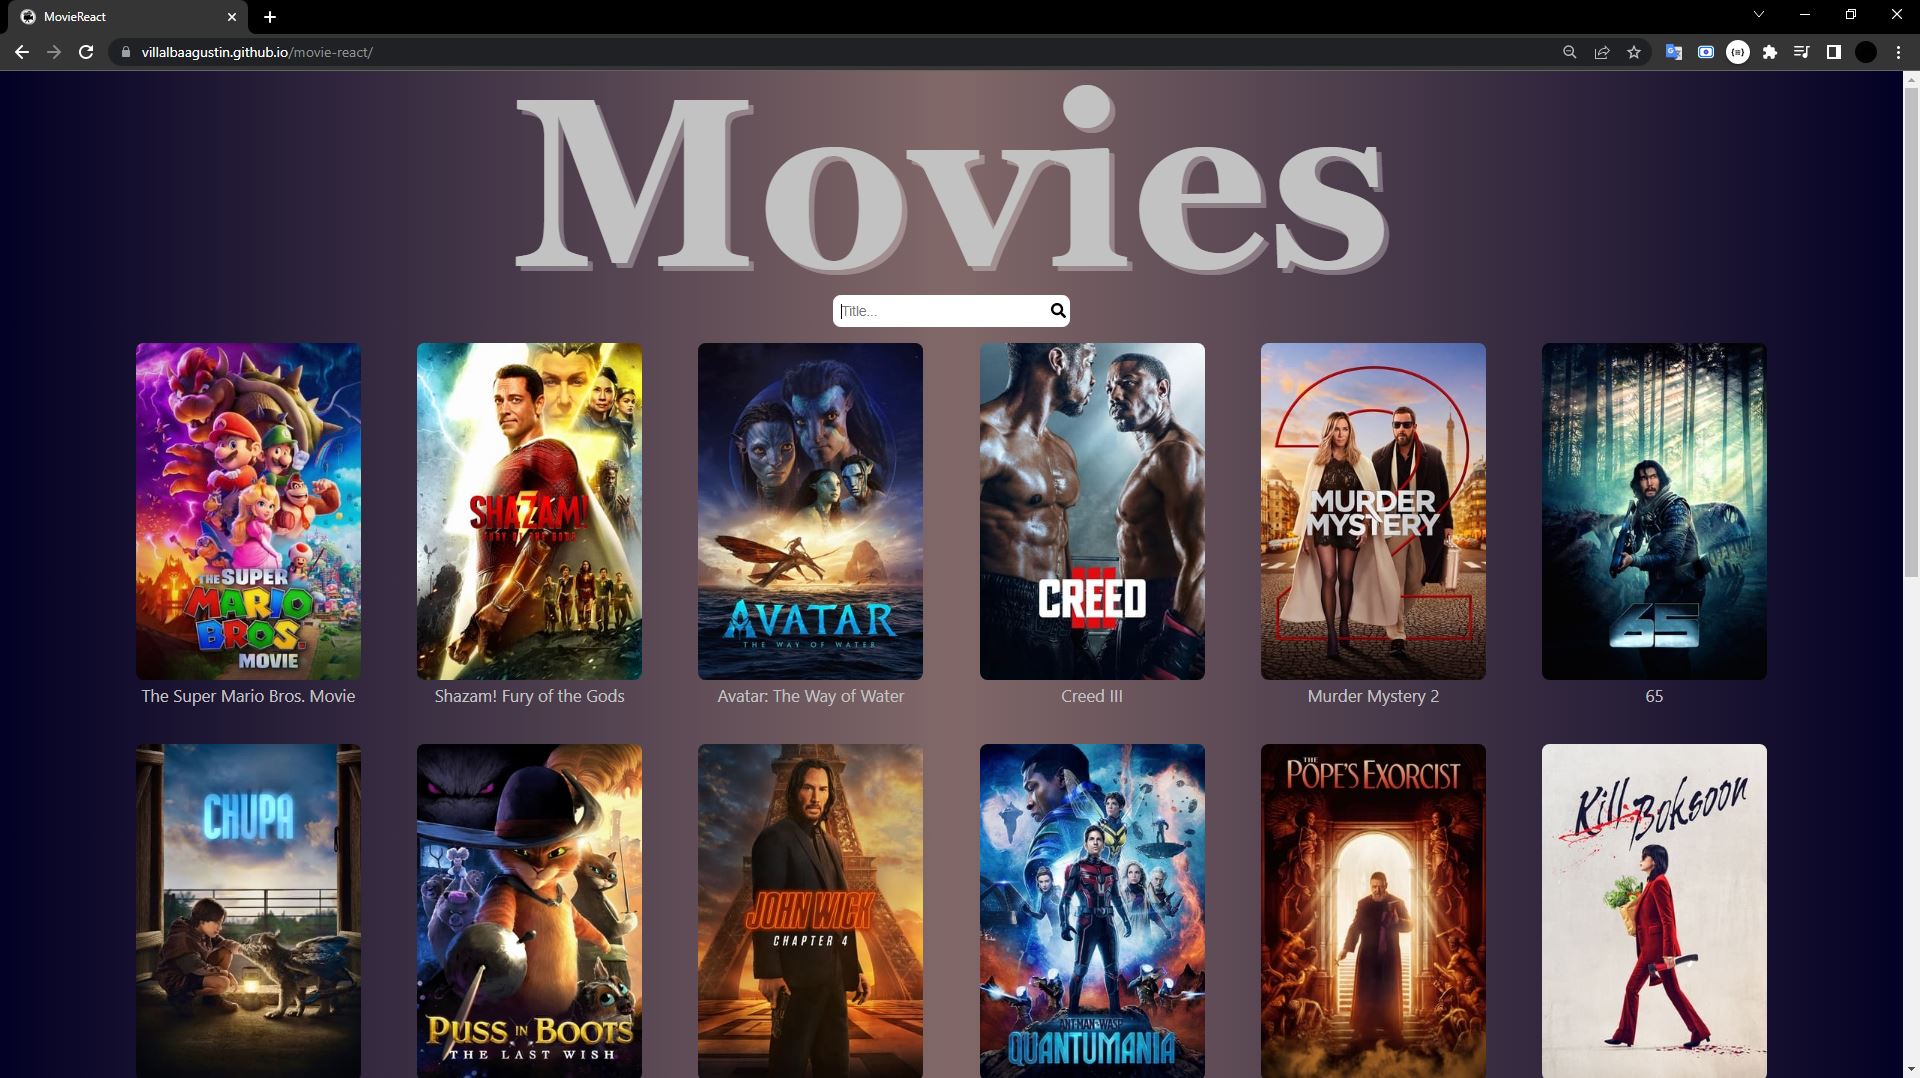 MovieReact
villalbaagustin.github.io/movie-react/
Movies
Title...
THE SUPER
MARIO
BROS.
MOVIE
SHAZAM!
FURY OF THE GODS
AVATAR
THE WAY OF WATER
CREED
III
MURDER
MYSTERY
2
65
The Super Mario Bros. Movie
Shazam! Fury of the Gods
Avatar: The Way of Water
Creed III
Murder Mystery 2
65
CHUPA
PUSS IN BOOTS
THE LAST WISH
JOHN WICK
CHAPTER 4
ANT-MAN AND THE WASP
QUANTUMANIA
THE
POPE'S EXORCIST
Kill Boksoon